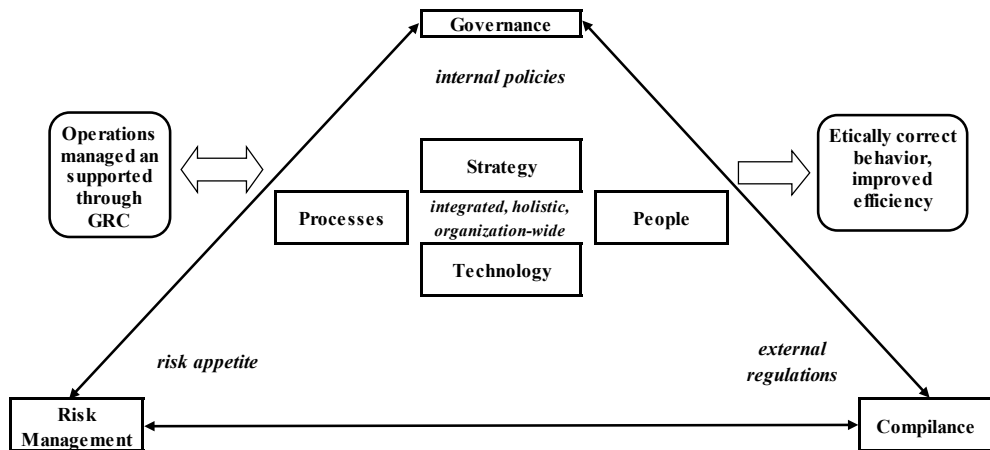 Governance
internal policies
Operations
managed an
supported
through
GRC
Strategy
Etically correct
behavior,
improved
efficiency
Processes
integrated, holistic,
organization-wide
People
Technology
risk appetite
external
regulations
Risk
Management
Compilance